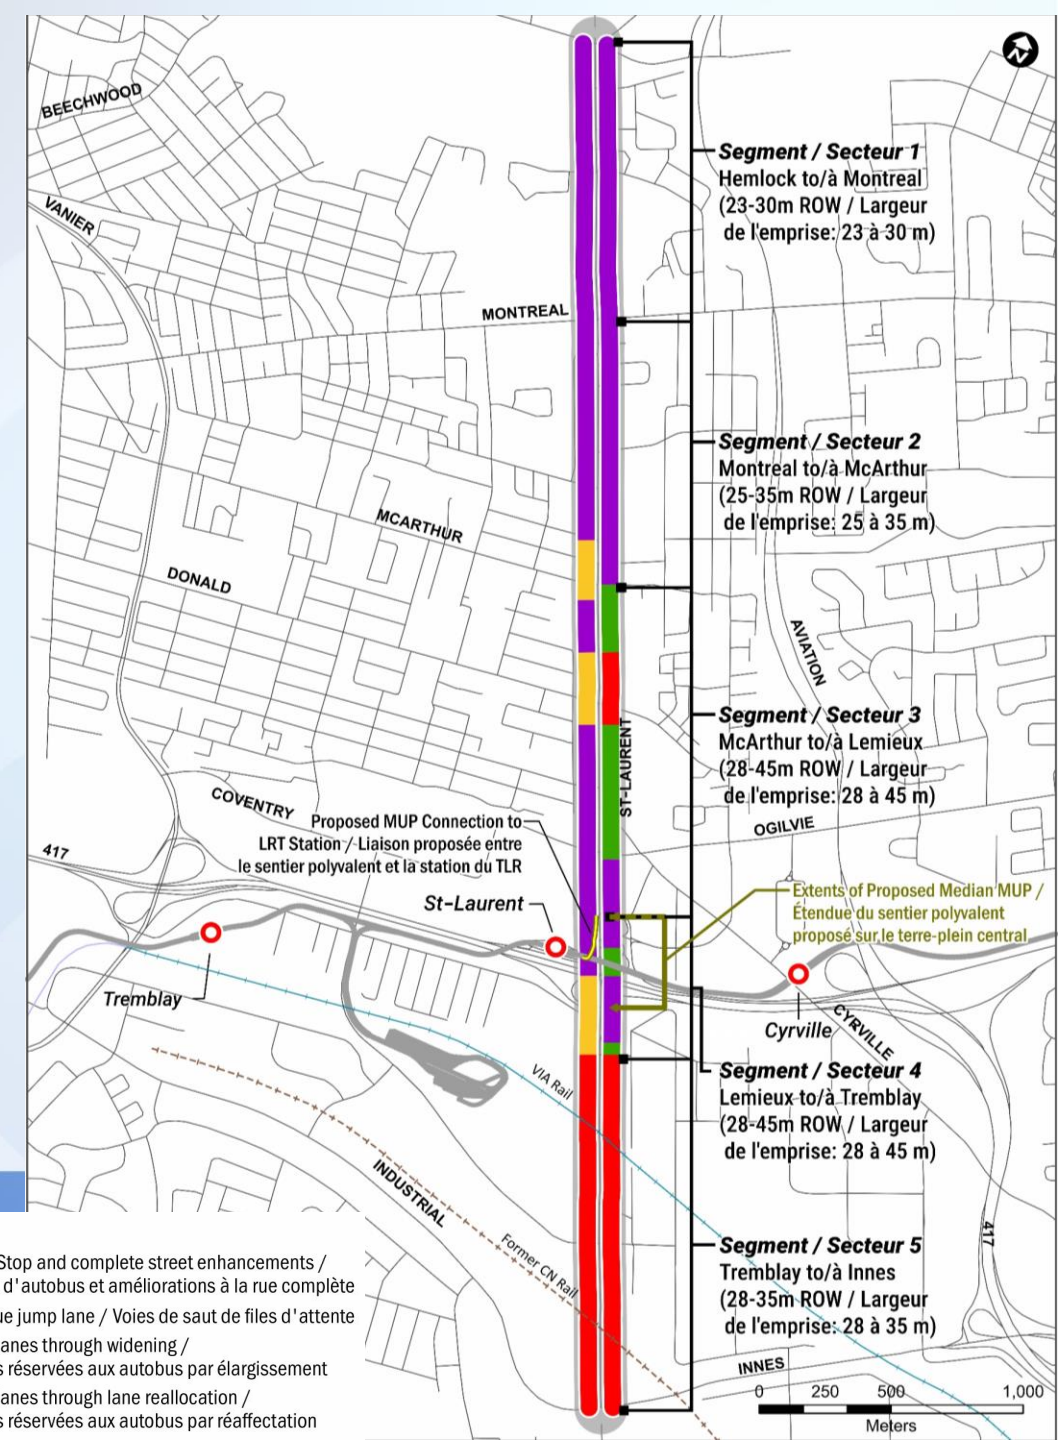 BEECHWOOD
VANIER
MONTREAL
MCARTHUR
DONALD
COVENTRY
417
Segment / Secteur 1
Hemlock to/à Montreal
(23-30m ROW / Largeur
de l'emprise: 23 à 30 m)
Segment / Secteur 2
Montreal to/à McArthur
(25-35m ROW / Largeur
de l'emprise: 25 à 35 m)
AVIATION
ST-LAURENT
Segment / Secteur 3
McArthur to/à Lemieux
(28-45m ROW / Largeur
de l'emprise: 28 à 45 m)
OGILVIE
Proposed MUP Connection to
LRT Station / Liaison proposée entre
le sentier polyvalent et la station du TLR
St-Laurent
Extents of Proposed Median MUP /
Étendue du sentier polyvalent
proposé sur le terre-plein central
Tremblay
Cyrville
CYRVILLE
Segment / Secteur 4
Lemieux to/à Tremblay
(28-45m ROW / Largeur
de l'emprise: 28 à 45 m)
VIA Rail
INDUSTRIAL
Former CN Rail
417
Segment / Secteur 5
Tremblay to/à Innes
(28-35m ROW / Largeur
de l'emprise: 28 à 35 m)
INNES
0 250 500 1,000
Meters
N
Stop and complete street enhancements /
d'autobus et améliorations à la rue complète
ue jump lane / Voies de saut de files d'attente
anes through widening /
s réservées aux autobus par élargissement
anes through lane reallocation /
s réservées aux autobus par réaffectation